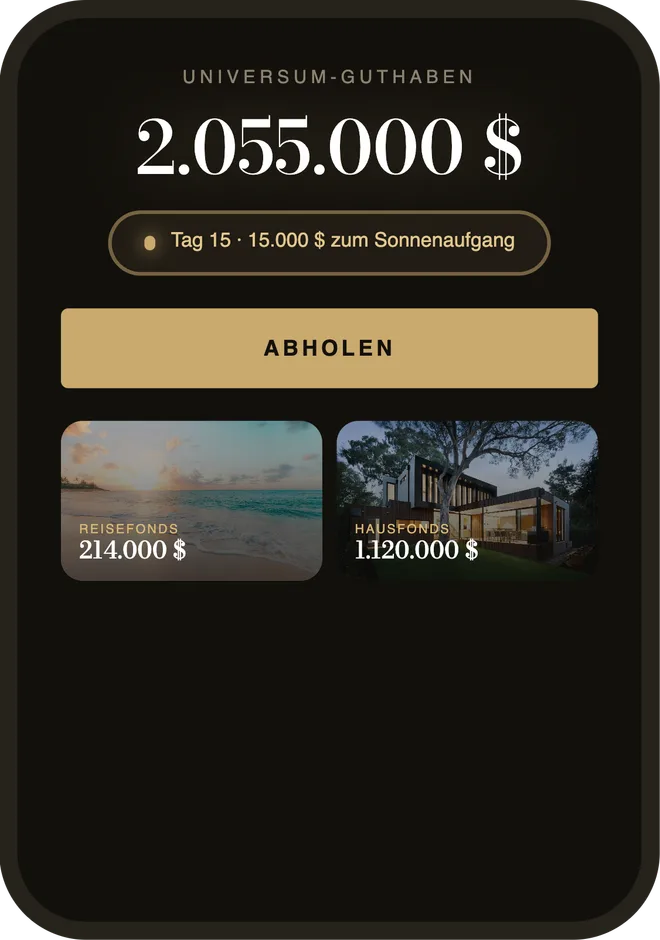 UNIVERSUM-GUTHABEN
2.055.000 $
Tag 15 · 15.000 $ zum Sonnenaufgang
ABHOLEN
REISEFONDS
214.000 $
HAUSFONDS
1.120.000 $